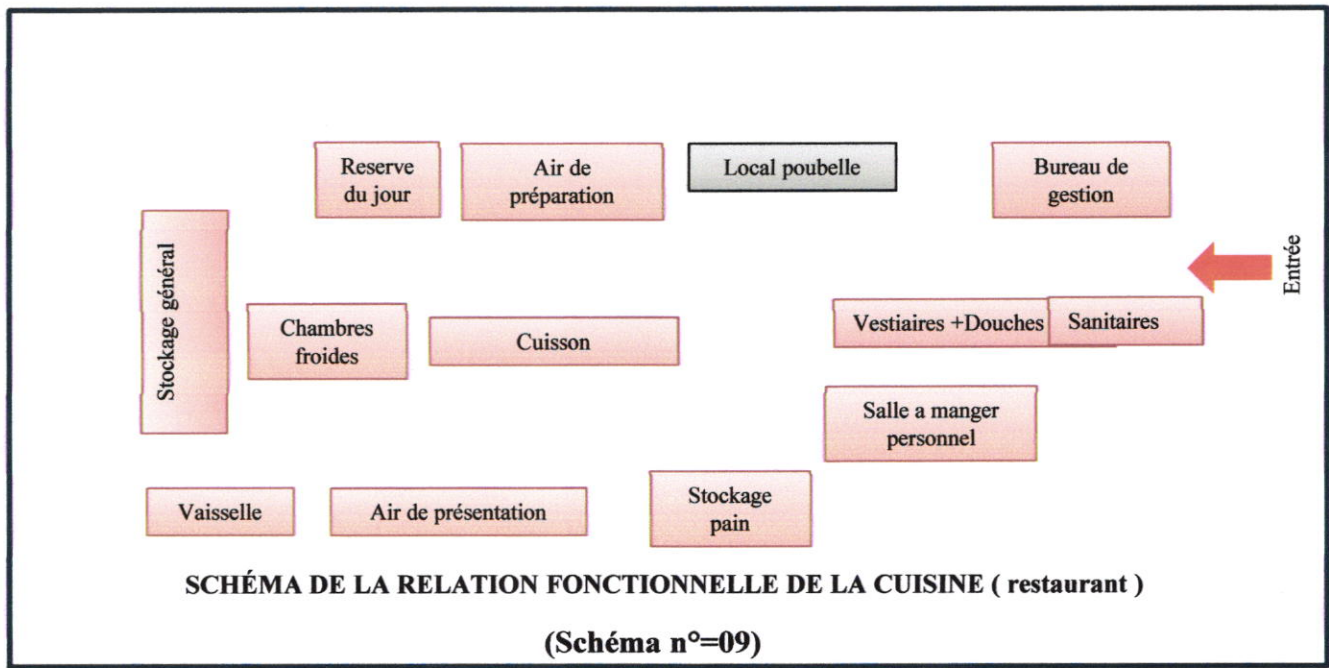 Reserve
du jour
Air de
préparation
Local poubelle
Bureau de
gestion
Entrée
Stockage général
Chambres
froides
Cuisson
Vestiaires +Douches
Sanitaires
Salle a manger
personnel
Vaisselle
Air de présentation
Stockage
pain
SCHÉMA DE LA RELATION FONCTIONNELLE DE LA CUISINE ( restaurant )
(Schéma n°=09)